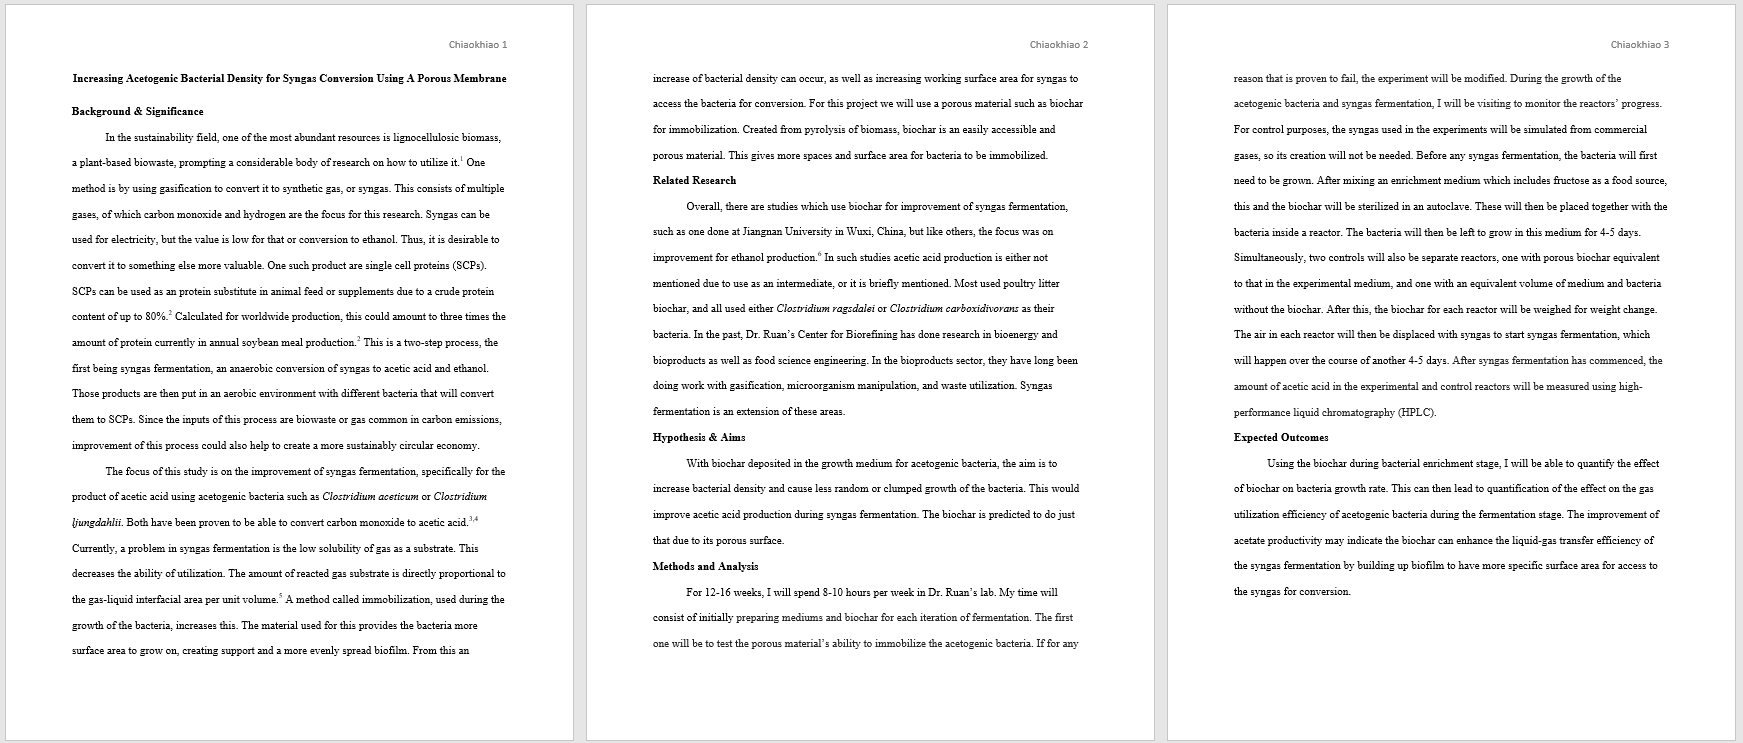 Chiaokhiao 1
Increasing Acetogenic Bacterial Density for Syngas Conversion Using A Porous Membrane
Background & Significance
In the sustainability field, one of the most abundant resources is lignocellulosic biomass,
a plant-based biowaste, prompting a considerable body of research on how to utilize it.1 One
method is by using gasification to convert it to synthetic gas, or syngas. This consists of multiple
gases, of which carbon monoxide and hydrogen are the focus for this research. Syngas can be
used for electricity, but the value is low for that or conversion to ethanol. Thus, it is desirable to
convert it to something else more valuable. One such product are single cell proteins (SCPs).
SCPs can be used as an protein substitute in animal feed or supplements due to a crude protein
content of up to 80%.2 Calculated for worldwide production, this could amount to three times the
amount of protein currently in annual soybean meal production.2 This is a two-step process, the
first being syngas fermentation, an anaerobic conversion of syngas to acetic acid and ethanol.
Those products are then put in an aerobic environment with different bacteria that will convert
them to SCPs. Since the inputs of this process are biowaste or gas common in carbon emissions,
improvement of this process could also help to create a more sustainably circular economy.
The focus of this study is on the improvement of syngas fermentation, specifically for the
product of acetic acid using acetogenic bacteria such as Clostridium aceticum or Clostridium
ljungdahlii. Both have been proven to be able to convert carbon monoxide to acetic acid.3,4
Currently, a problem in syngas fermentation is the low solubility of gas as a substrate. This
decreases the ability of utilization. The amount of reacted gas substrate is directly proportional to
the gas-liquid interfacial area per unit volume.5 A method called immobilization, used during the
growth of the bacteria, increases this. The material used for this provides the bacteria more
surface area to grow on, creating support and a more evenly spread biofilm. From this an
Chiaokhiao 2
increase of bacterial density can occur, as well as increasing working surface area for syngas to
access the bacteria for conversion. For this project we will use a porous material such as biochar
for immobilization. Created from pyrolysis of biomass, biochar is an easily accessible and
porous material. This gives more spaces and surface area for bacteria to be immobilized.
Related Research
Overall, there are studies which use biochar for improvement of syngas fermentation,
such as one done at Jiangnan University in Wuxi, China, but like others, the focus was on
improvement for ethanol production.6 In such studies acetic acid production is either not
mentioned due to use as an intermediate, or it is briefly mentioned. Most used poultry litter
biochar, and all used either Clostridium ragsdalei or Clostridium carboxidivorans as their
bacteria. In the past, Dr. Ruan's Center for Biorefining has done research in bioenergy and
bioproducts as well as food science engineering. In the bioproducts sector, they have long been
doing work with gasification, microorganism manipulation, and waste utilization. Syngas
fermentation is an extension of these areas.
Hypothesis & Aims
With biochar deposited in the growth medium for acetogenic bacteria, the aim is to
increase bacterial density and cause less random or clumped growth of the bacteria. This would
improve acetic acid production during syngas fermentation. The biochar is predicted to do just
that due to its porous surface.
Methods and Analysis
For 12-16 weeks, I will spend 8-10 hours per week in Dr. Ruan's lab. My time will
consist of initially preparing mediums and biochar for each iteration of fermentation. The first
one will be to test the porous material's ability to immobilize the acetogenic bacteria. If for any
Chiaokhiao 3
reason that is proven to fail, the experiment will be modified. During the growth of the
acetogenic bacteria and syngas fermentation, I will be visiting to monitor the reactors' progress.
For control purposes, the syngas used in the experiments will be simulated from commercial
gases, so its creation will not be needed. Before any syngas fermentation, the bacteria will first
need to be grown. After mixing an enrichment medium which includes fructose as a food source,
this and the biochar will be sterilized in an autoclave. These will then be placed together with the
bacteria inside a reactor. The bacteria will then be left to grow in this medium for 4-5 days.
Simultaneously, two controls will also be separate reactors, one with porous biochar equivalent
to that in the experimental medium, and one with an equivalent volume of medium and bacteria
without the biochar. After this, the biochar for each reactor will be weighed for weight change.
The air in each reactor will then be displaced with syngas to start syngas fermentation, which
will happen over the course of another 4-5 days. After syngas fermentation has commenced, the
amount of acetic acid in the experimental and control reactors will be measured using high-
performance liquid chromatography (HPLC).
Expected Outcomes
Using the biochar during bacterial enrichment stage, I will be able to quantify the effect
of biochar on bacteria growth rate. This can then lead to quantification of the effect on the gas
utilization efficiency of acetogenic bacteria during the fermentation stage. The improvement of
acetate productivity may indicate the biochar can enhance the liquid-gas transfer efficiency of
the syngas fermentation by building up biofilm to have more specific surface area for access to
the syngas for conversion.